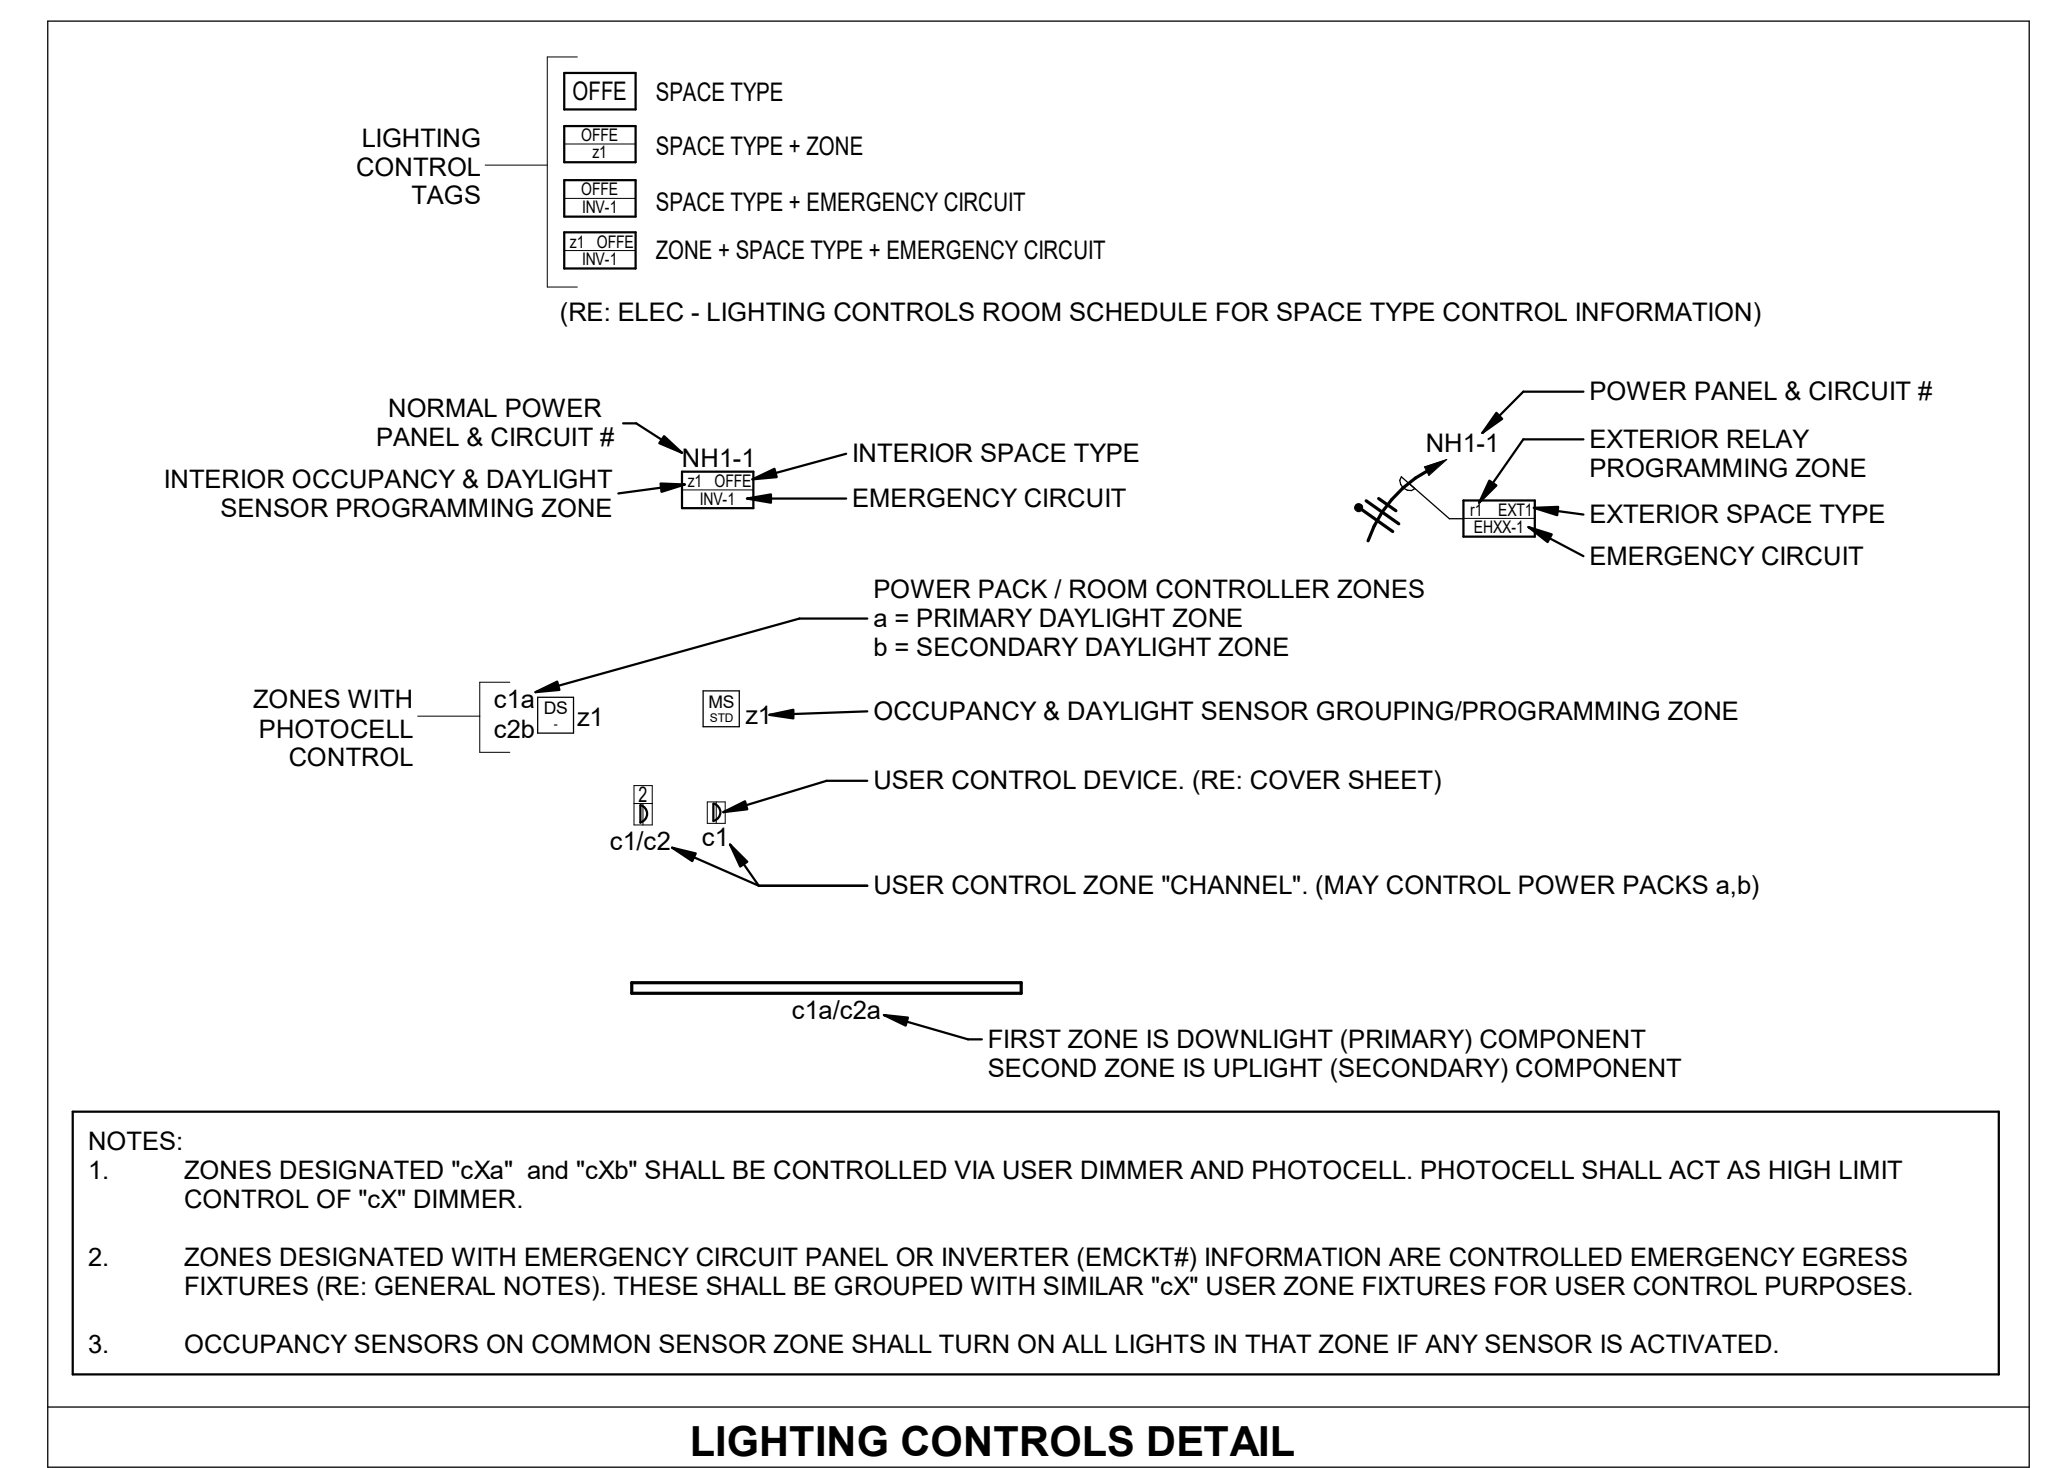 LIGHTING
CONTROL
TAGS
OFFE
SPACE TYPE
OFFE
z1
SPACE TYPE + ZONE
OFFE
INV-1
SPACE TYPE + EMERGENCY CIRCUIT
z1 OFFE
INV-1
ZONE + SPACE TYPE + EMERGENCY CIRCUIT
(RE: ELEC - LIGHTING CONTROLS ROOM SCHEDULE FOR SPACE TYPE CONTROL INFORMATION)
NORMAL POWER
PANEL & CIRCUIT #
INTERIOR OCCUPANCY & DAYLIGHT
SENSOR PROGRAMMING ZONE
NH1-1
z1 OFFE
INV-1
INTERIOR SPACE TYPE
EMERGENCY CIRCUIT
NH1-1
r1 EXT1
EHXX-1
POWER PANEL & CIRCUIT #
EXTERIOR RELAY
PROGRAMMING ZONE
EXTERIOR SPACE TYPE
EMERGENCY CIRCUIT
POWER PACK / ROOM CONTROLLER ZONES
a = PRIMARY DAYLIGHT ZONE
b = SECONDARY DAYLIGHT ZONE
ZONES WITH
PHOTOCELL
CONTROL
c1a
c2b
DS
-
z1
MS
STD
z1
OCCUPANCY & DAYLIGHT SENSOR GROUPING/PROGRAMMING ZONE
2
D
c1/c2
D
c1
USER CONTROL DEVICE. (RE: COVER SHEET)
USER CONTROL ZONE "CHANNEL". (MAY CONTROL POWER PACKS a,b)
c1a/c2a
FIRST ZONE IS DOWNLIGHT (PRIMARY) COMPONENT
SECOND ZONE IS UPLIGHT (SECONDARY) COMPONENT
NOTES:
1. ZONES DESIGNATED "cXa" and "cXb" SHALL BE CONTROLLED VIA USER DIMMER AND PHOTOCELL. PHOTOCELL SHALL ACT AS HIGH LIMIT
CONTROL OF "cX" DIMMER.
2. ZONES DESIGNATED WITH EMERGENCY CIRCUIT PANEL OR INVERTER (EMCKT#) INFORMATION ARE CONTROLLED EMERGENCY EGRESS
FIXTURES (RE: GENERAL NOTES). THESE SHALL BE GROUPED WITH SIMILAR "cX" USER ZONE FIXTURES FOR USER CONTROL PURPOSES.
3. OCCUPANCY SENSORS ON COMMON SENSOR ZONE SHALL TURN ON ALL LIGHTS IN THAT ZONE IF ANY SENSOR IS ACTIVATED.
LIGHTING CONTROLS DETAIL